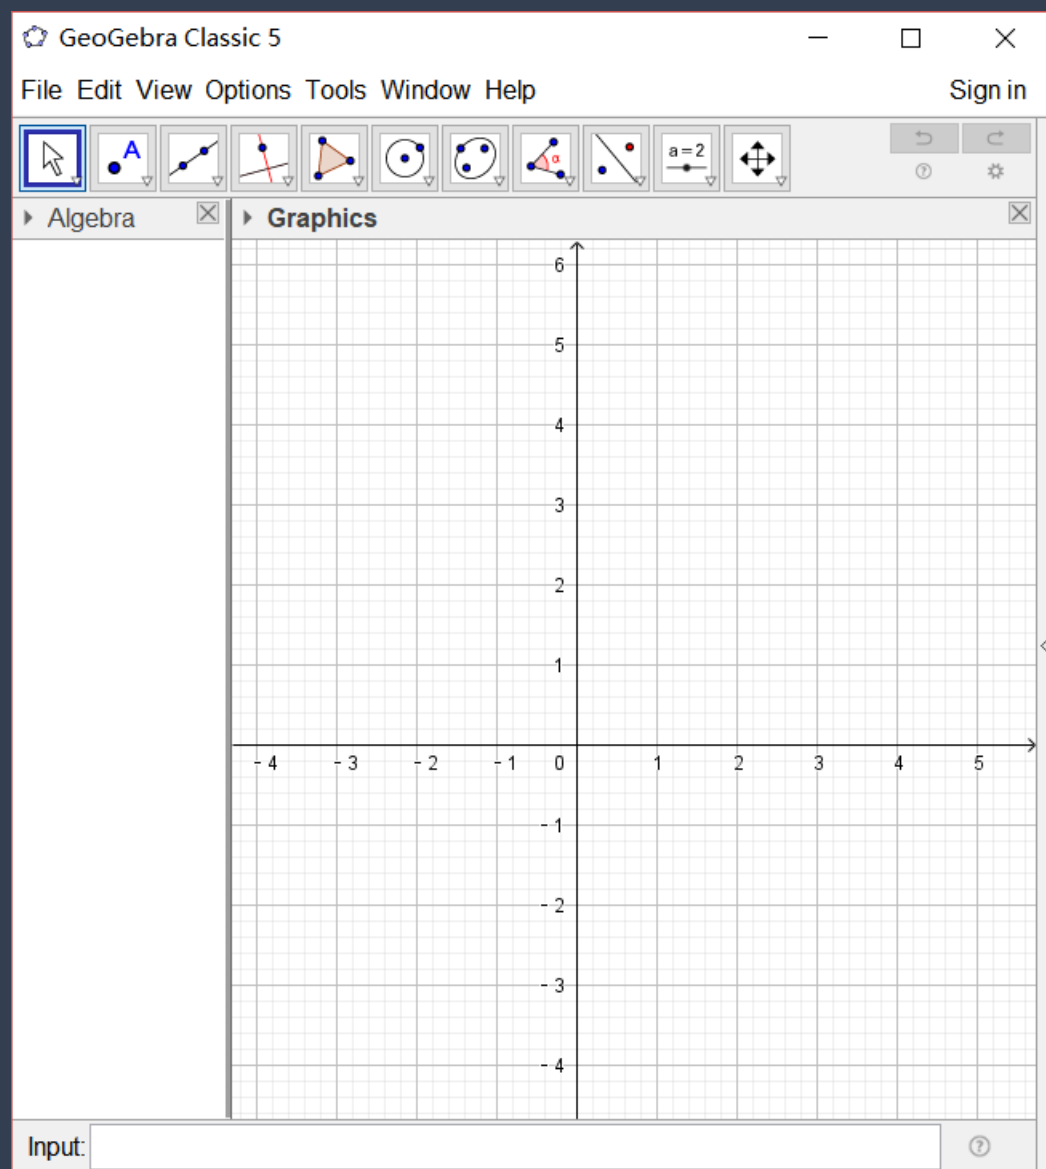 GeoGebra Classic 5
File Edit View Options Tools Window Help Sign in
A α a=2
Algebra Graphics
6
5
4
3
2
1
-4 -3 -2 -1 0 1 2 3 4 5
-1
-2
-3
-4
Input: